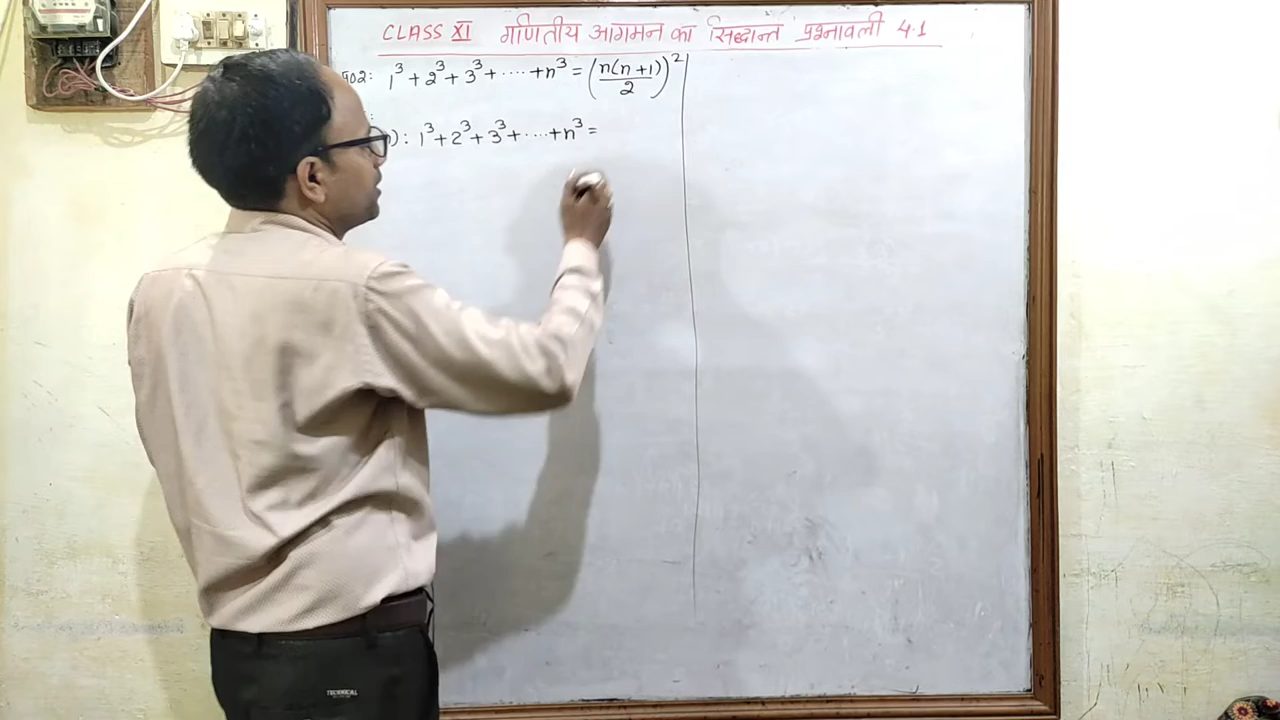 CLASS XI गणितीय आगमन का सिद्धान्त प्रश्नावली 4.1
02: 1³ + 2³ + 3³ + ..... + n³ = (n(n+1)/2)²
): 1³ + 2³ + 3³ + ..... + n³ =
TECHNICAL